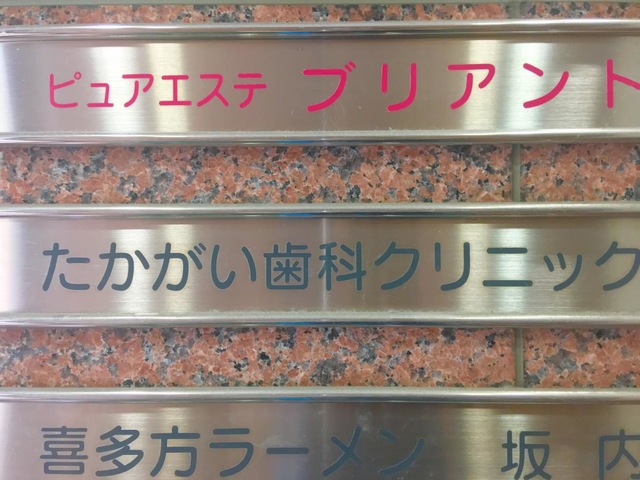 ピュアエステ ブリアント
たかがい歯科クリニック
喜多方ラーメン 坂内